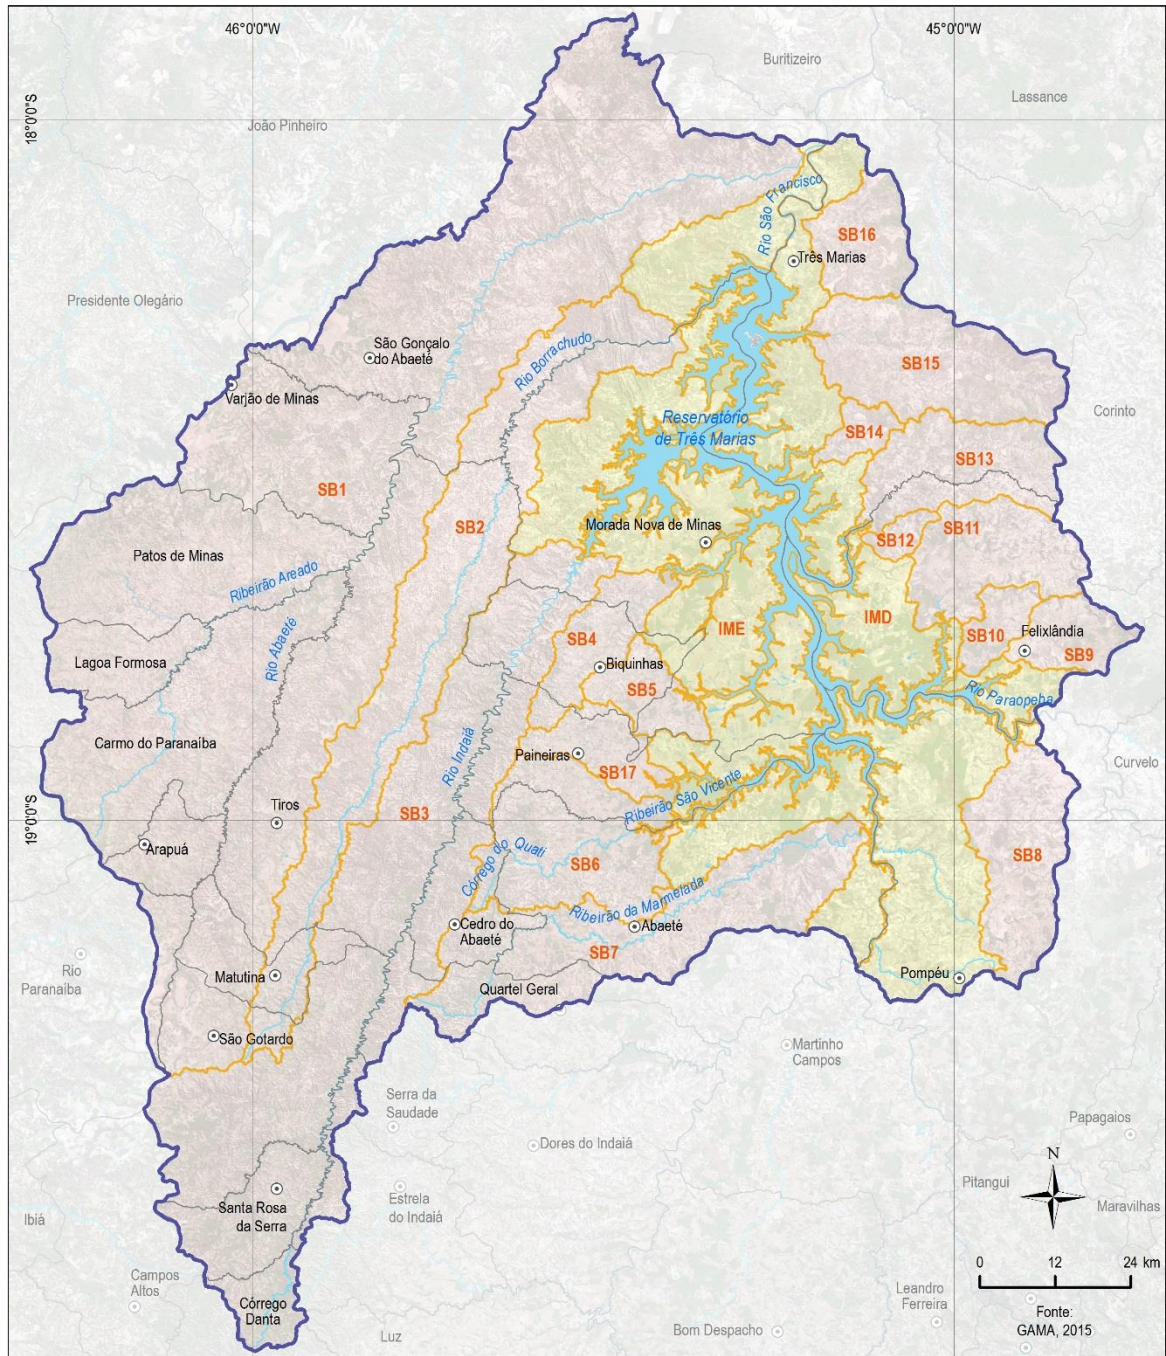 46°0'0"W
45°0'0"W
Buritizeiro
Lassance
18°0'0"S
João Pinheiro
Rio São Francisco
SB16
Três Marias
Presidente Olegário
São Gonçalo
do Abaeté
Rio Borrachudo
SB15
Varjão de Minas
Corinto
Reservatório
de Três Marias
SB14
SB13
SB1
SB2
Morada Nova de Minas
SB12
SB11
Patos de Minas
Ribeirão Areado
Rio Abaeté
SB4
IME
IMD
SB10
Felixlândia
SB9
Lagoa Formosa
Biquinhas
SB5
Rio Paraopeba
Carmo do Paranaíba
Rio Indaiá
Paineiras
SB17
Curvelo
Ribeirão São Vicente
19°0'0"S
Tiros
SB3
Arapuá
Córrego do Quati
SB6
SB8
Ribeirão da Marmelada
Cedro do
Abaeté
Abaeté
SB7
Rio
Paranaíba
Matutina
Quartel Geral
Pompéu
São Gotardo
Martinho
Campos
Serra da
Saudade
Papagaios
Dores do Indaiá
N
Santa Rosa
da Serra
Estrela
do Indaiá
Pitangui
Maravilhas
Ibiá
0 12 24 km
Campos
Altos
Córrego
Danta
Leandro
Ferreira
Luz
Bom Despacho
Fonte:
GAMA, 2015